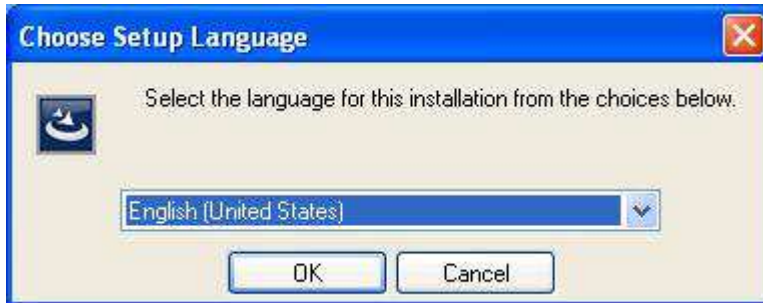 Choose Setup Language
Select the language for this installation from the choices below.
English (United States)
OK
Cancel